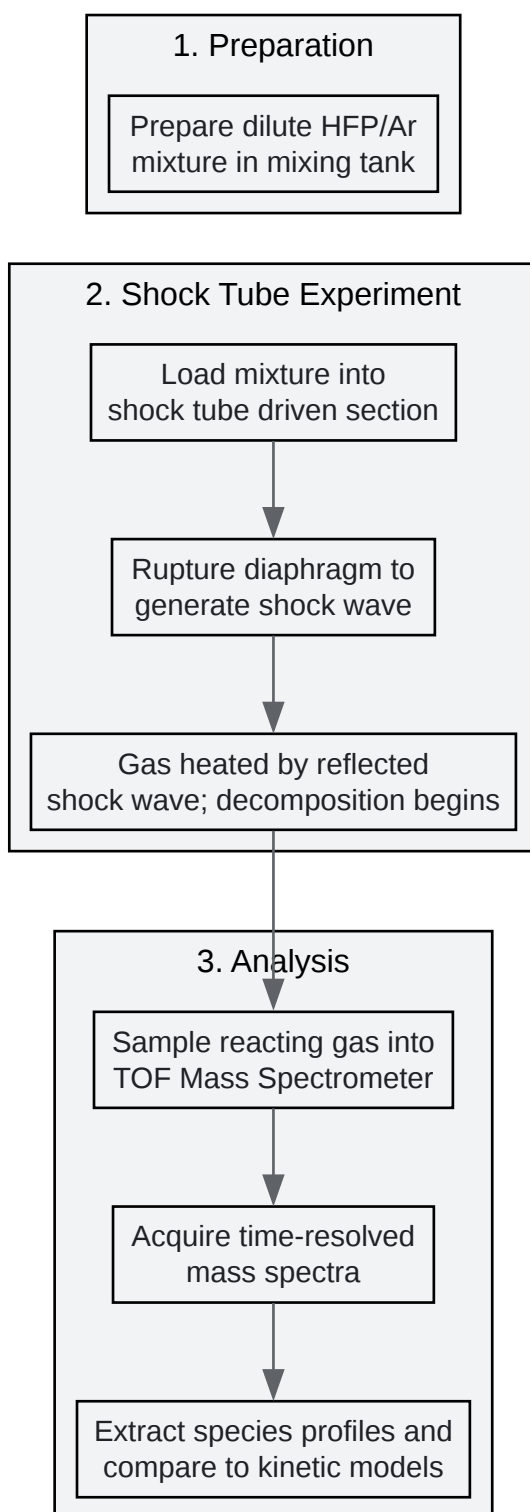 1. Preparation
Prepare dilute HFP/Ar
mixture in mixing tank
2. Shock Tube Experiment
Load mixture into
shock tube driven section
Rupture diaphragm to
generate shock wave
Gas heated by reflected
shock wave; decomposition begins
3. Analysis
Sample reacting gas into
TOF Mass Spectrometer
Acquire time-resolved
mass spectra
Extract species profiles and
compare to kinetic models